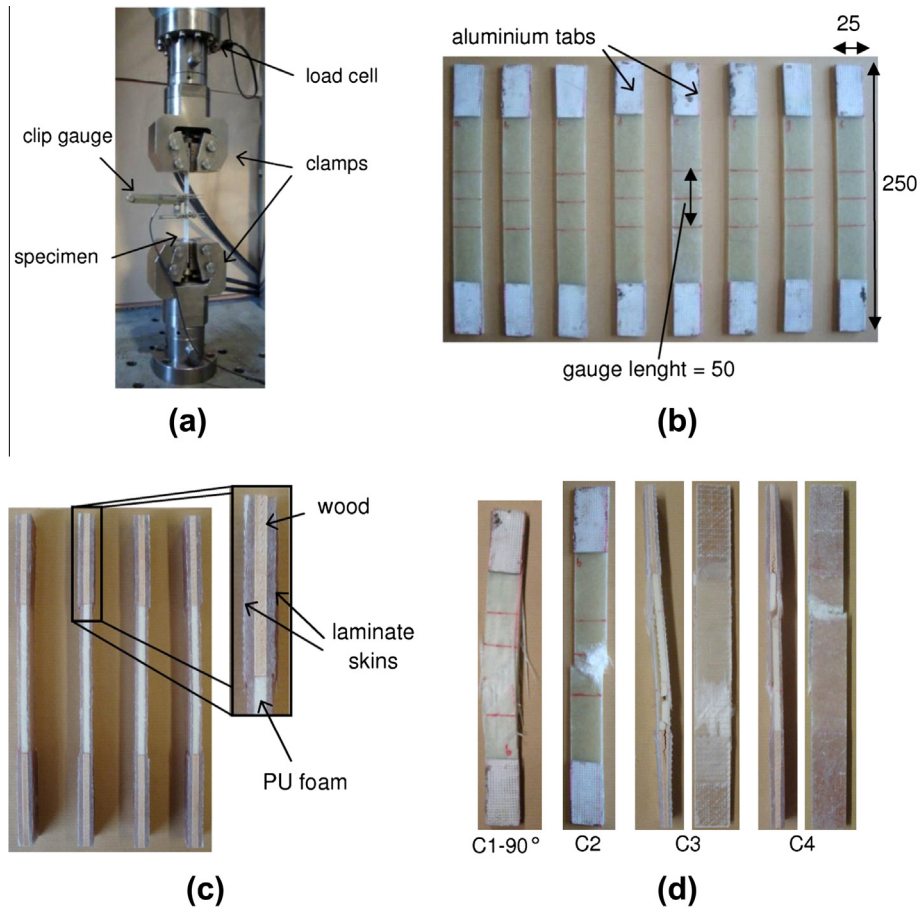 load cell
clip gauge
clamps
specimen
(a)
aluminium tabs
25
250
gauge lenght = 50
(b)
wood
laminate
skins
PU foam
(c)
C1-90°
C2
C3
C4
(d)